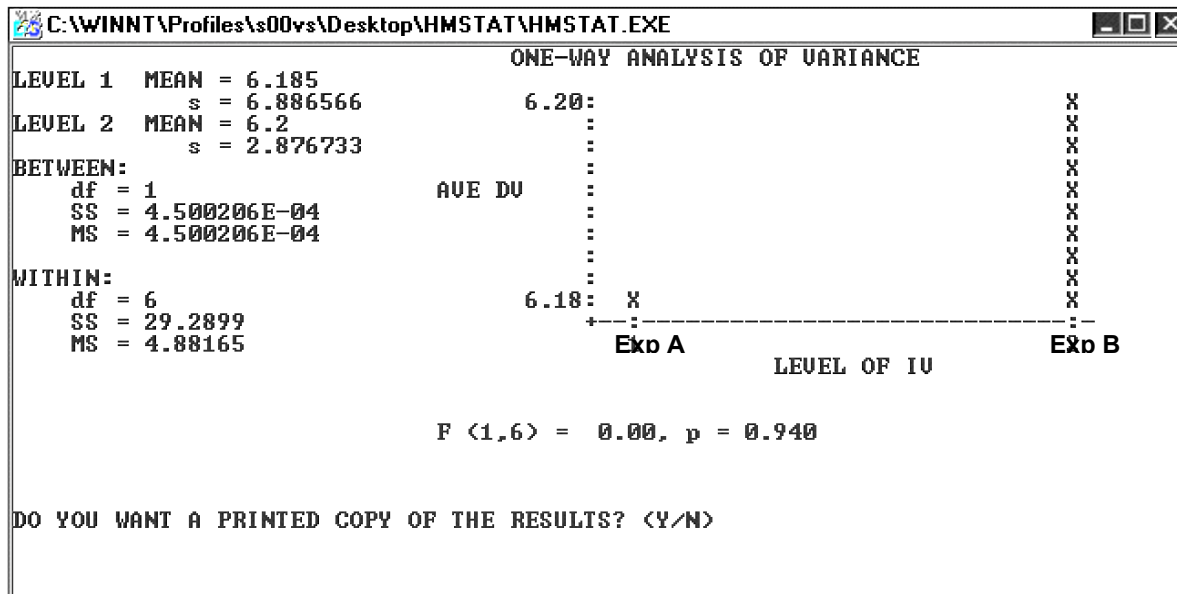 C:\WINNT\Profiles\s00vs\Desktop\HMSTAT\HMSTAT.EXE
ONE-WAY ANALYSIS OF VARIANCE
LEVEL 1 MEAN = 6.185
s = 6.886566
LEVEL 2 MEAN = 6.2
s = 2.876733
BETWEEN:
df = 1
SS = 4.500206E-04
MS = 4.500206E-04
WITHIN:
df = 6
SS = 29.2899
MS = 4.88165
6.20:
AVE DV
6.18:
Exp A
Exp B
LEVEL OF IV
F (1,6) = 0.00, p = 0.940
DO YOU WANT A PRINTED COPY OF THE RESULTS? (Y/N)